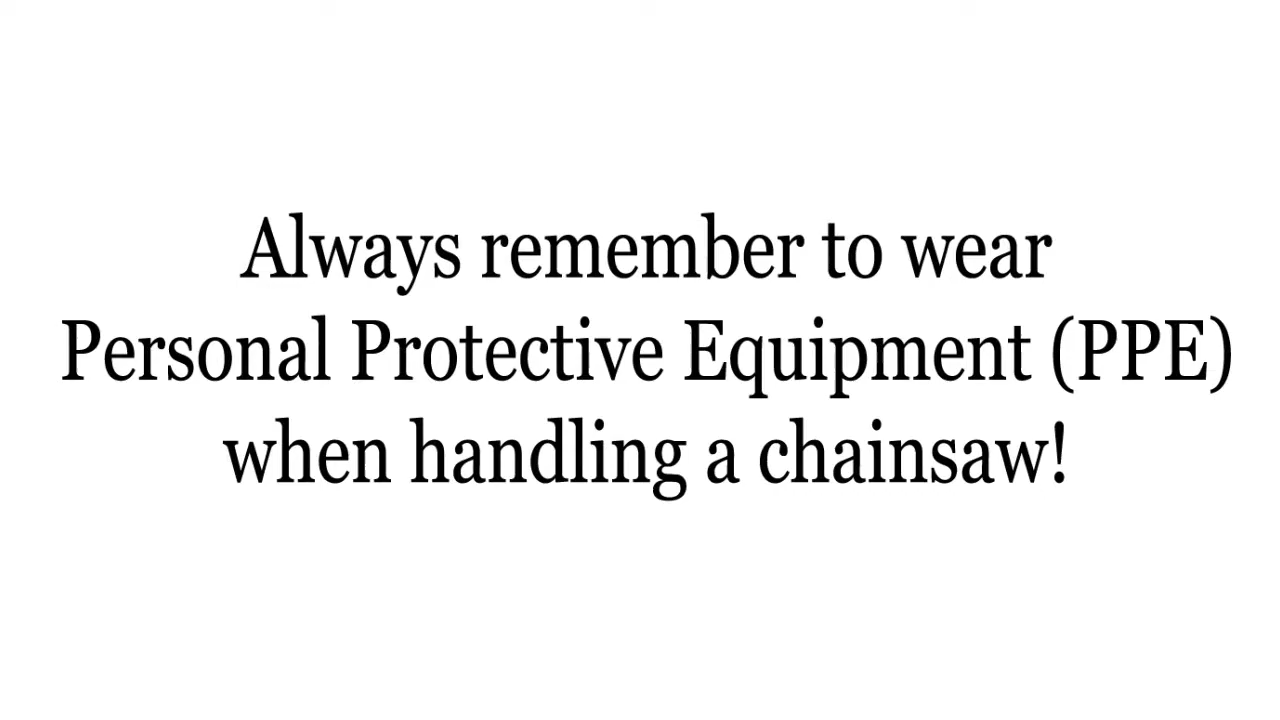 Always remember to wear
Personal Protective Equipment (PPE)
when handling a chainsaw!